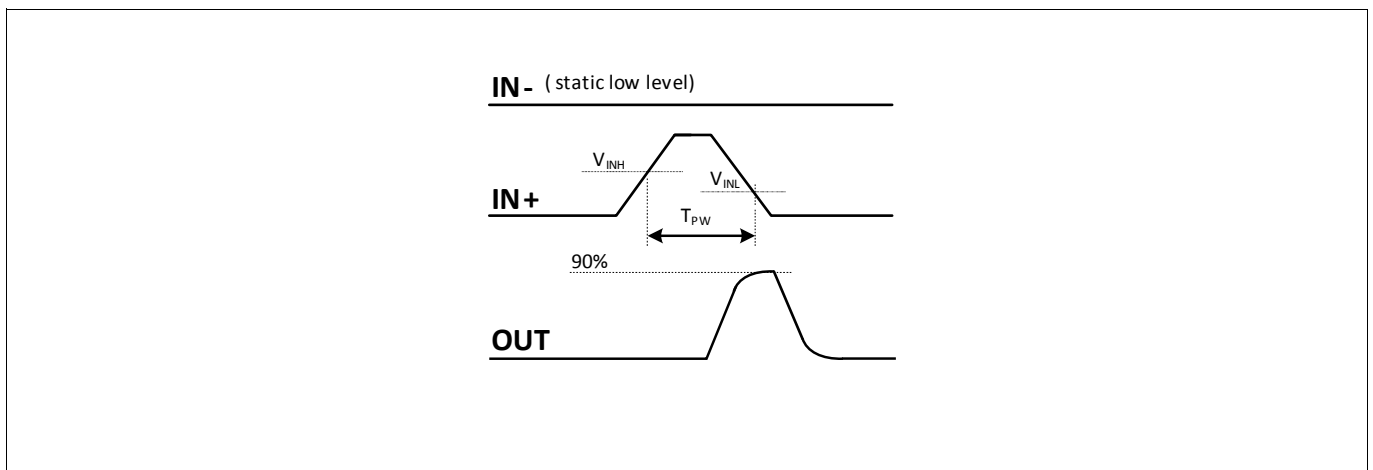 IN- ( static low level)
V_INH
V_INL
IN+
T_PW
90%
OUT